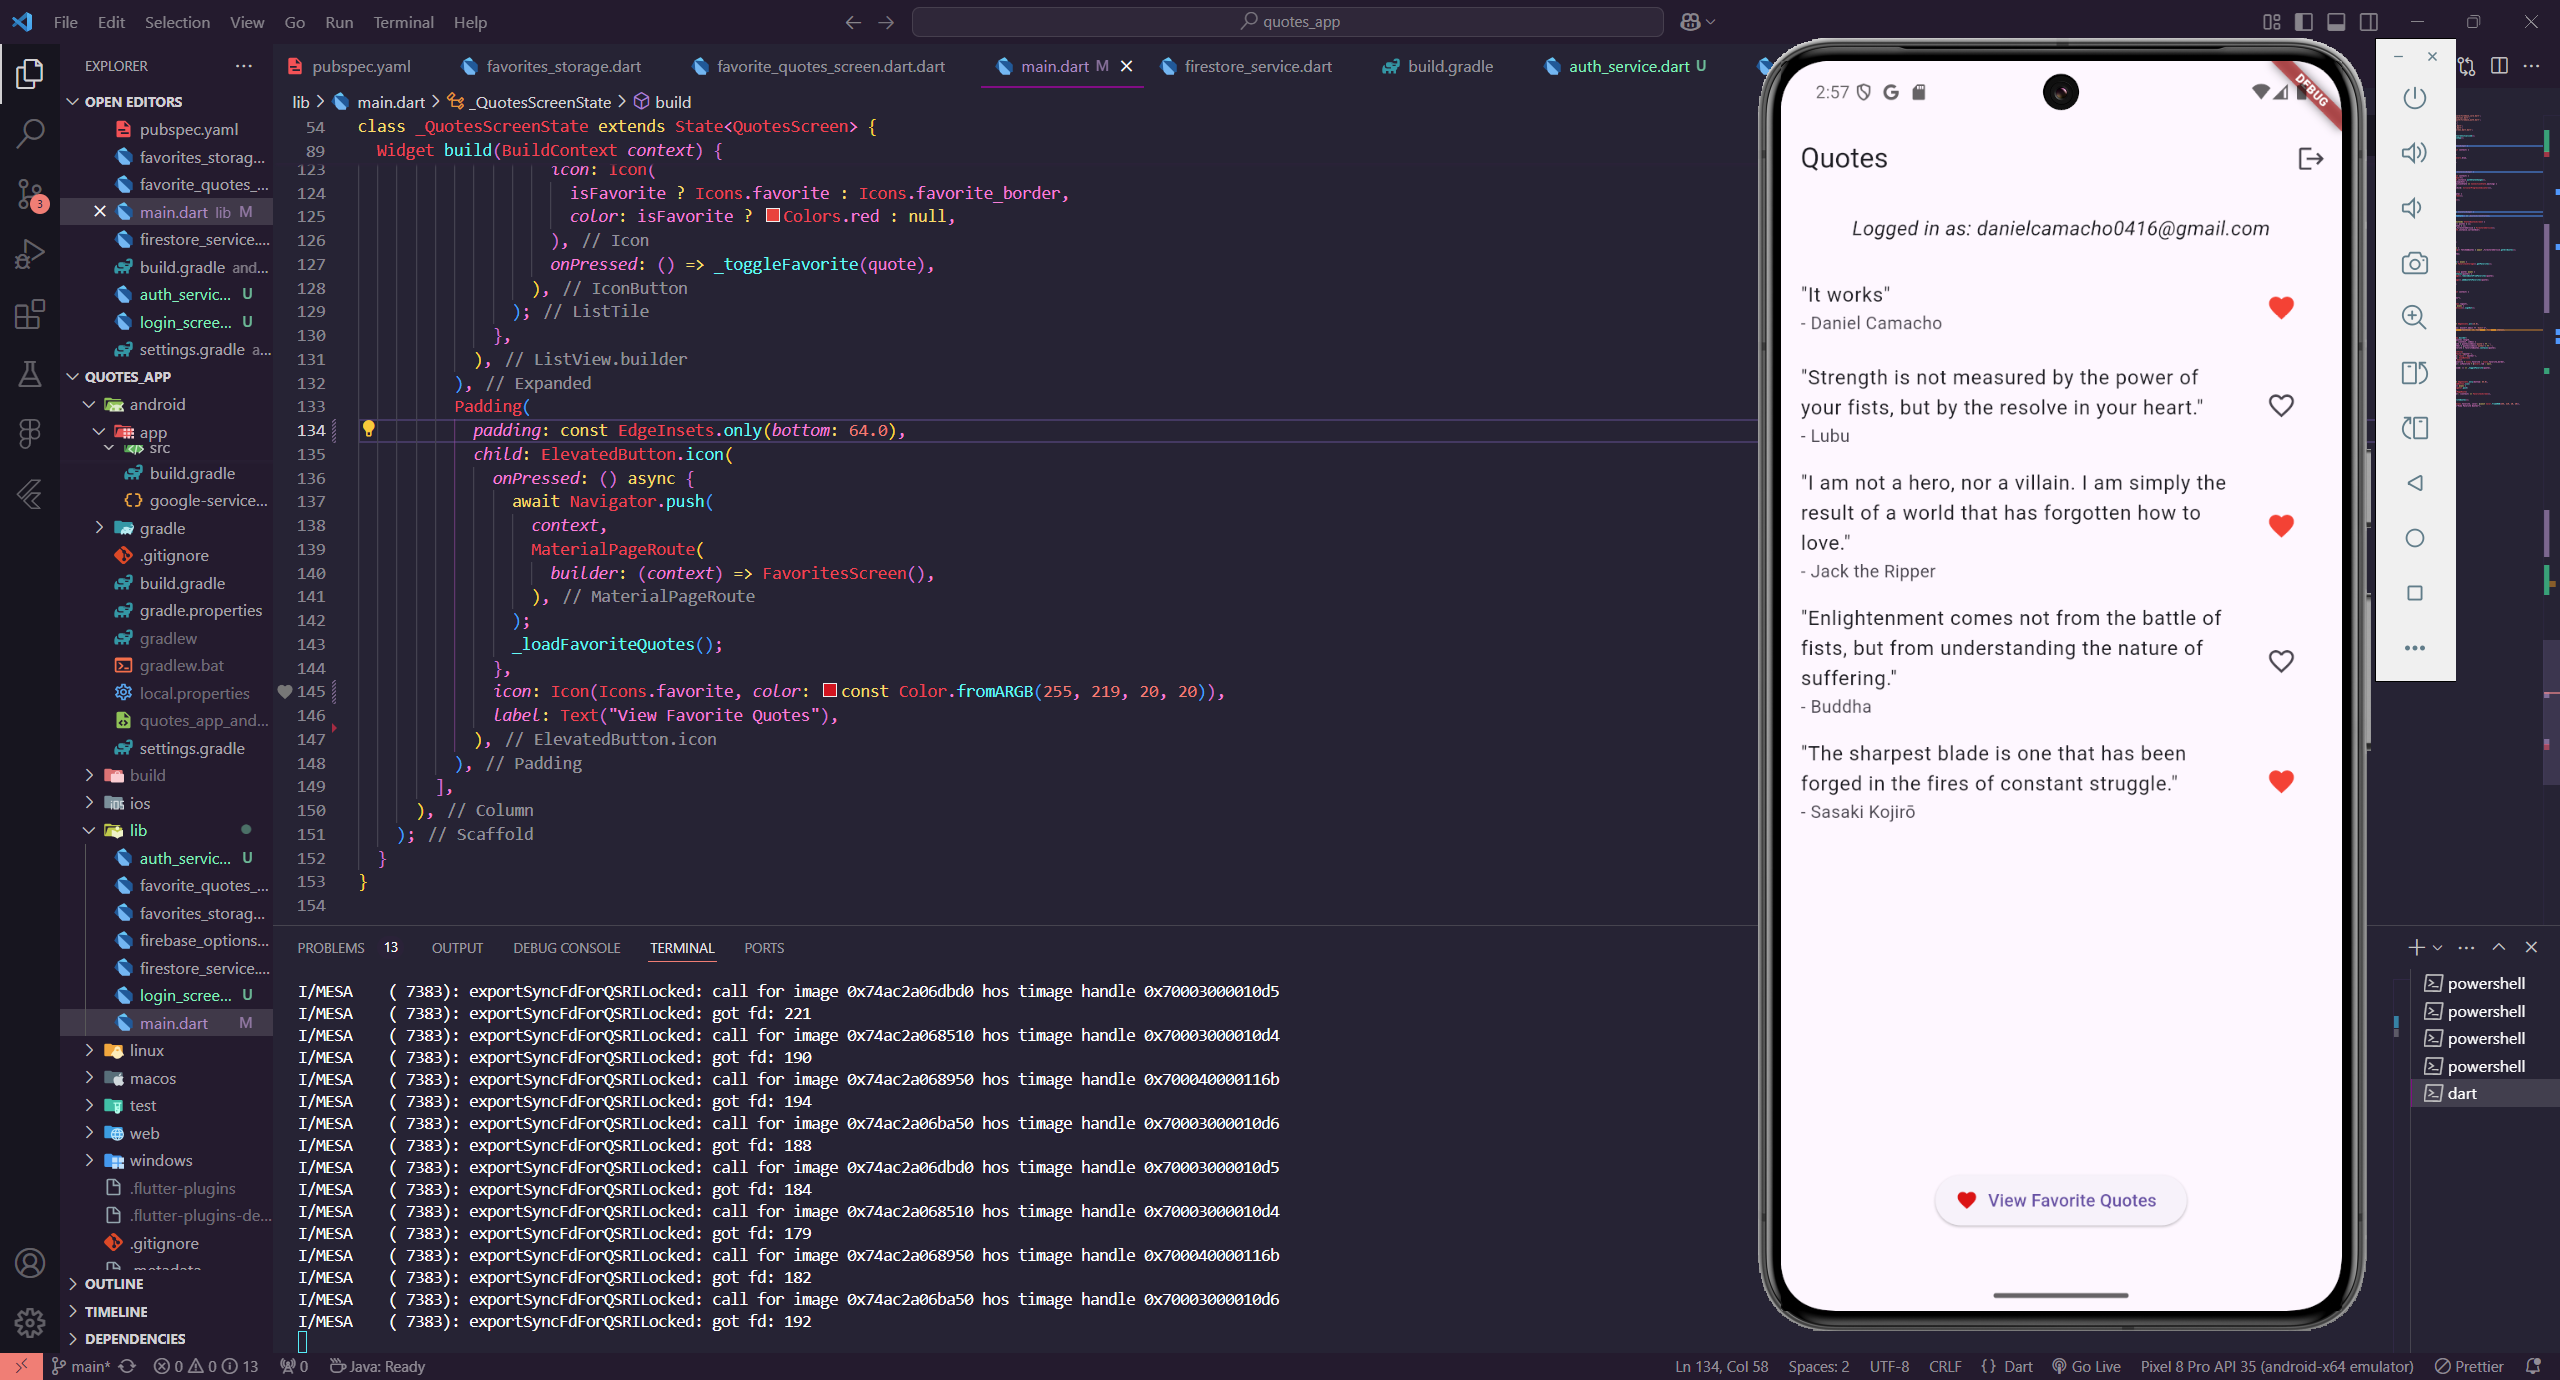 File Edit Selection View Go Run Terminal Help
quotes_app
EXPLORER
OPEN EDITORS
pubspec.yaml
favorites_storag...
favorite_quotes_...
main.dart lib M
firestore_service....
build.gradle and...
auth_servic... U
login_scree... U
settings.gradle a...
QUOTES_APP
android
app
src
build.gradle
google-service...
gradle
.gitignore
build.gradle
gradle.properties
gradlew
gradlew.bat
local.properties
quotes_app_and...
settings.gradle
build
ios
lib
auth_servic... U
favorite_quotes_...
favorites_storag...
firebase_options...
firestore_service....
login_scree... U
main.dart M
linux
macos
test
web
windows
.flutter-plugins
.flutter-plugins-de...
.gitignore
.metadata
OUTLINE
TIMELINE
DEPENDENCIES
3
pubspec.yaml favorites_storage.dart favorite_quotes_screen.dart.dart main.dart M firestore_service.dart build.gradle auth_service.dart U
lib > main.dart > _QuotesScreenState > build
54 class _QuotesScreenState extends State<QuotesScreen> {
89 Widget build(BuildContext context) {
123 icon: Icon(
124 isFavorite ? Icons.favorite : Icons.favorite_border,
125 color: isFavorite ? Colors.red : null,
126 ), // Icon
127 onPressed: () => _toggleFavorite(quote),
128 ), // IconButton
129 ); // ListTile
130 },
131 ), // ListView.builder
132 ), // Expanded
133 Padding(
134 padding: const EdgeInsets.only(bottom: 64.0),
135 child: ElevatedButton.icon(
136 onPressed: () async {
137 await Navigator.push(
138 context,
139 MaterialPageRoute(
140 builder: (context) => FavoritesScreen(),
141 ), // MaterialPageRoute
142 );
143 _loadFavoriteQuotes();
144 },
145 icon: Icon(Icons.favorite, color: const Color.fromARGB(255, 219, 20, 20)),
146 label: Text("View Favorite Quotes"),
147 ), // ElevatedButton.icon
148 ), // Padding
149 ],
150 ), // Column
151 ); // Scaffold
152 }
153 }
154
PROBLEMS 13 OUTPUT DEBUG CONSOLE TERMINAL PORTS
I/MESA ( 7383): exportSyncFdForQSRILocked: call for image 0x74ac2a06dbd0 hos timage handle 0x70003000010d5
I/MESA ( 7383): exportSyncFdForQSRILocked: got fd: 221
I/MESA ( 7383): exportSyncFdForQSRILocked: call for image 0x74ac2a068510 hos timage handle 0x70003000010d4
I/MESA ( 7383): exportSyncFdForQSRILocked: got fd: 190
I/MESA ( 7383): exportSyncFdForQSRILocked: call for image 0x74ac2a068950 hos timage handle 0x700040000116b
I/MESA ( 7383): exportSyncFdForQSRILocked: got fd: 194
I/MESA ( 7383): exportSyncFdForQSRILocked: call for image 0x74ac2a06ba50 hos timage handle 0x70003000010d6
I/MESA ( 7383): exportSyncFdForQSRILocked: got fd: 188
I/MESA ( 7383): exportSyncFdForQSRILocked: call for image 0x74ac2a06dbd0 hos timage handle 0x70003000010d5
I/MESA ( 7383): exportSyncFdForQSRILocked: got fd: 184
I/MESA ( 7383): exportSyncFdForQSRILocked: call for image 0x74ac2a068510 hos timage handle 0x70003000010d4
I/MESA ( 7383): exportSyncFdForQSRILocked: got fd: 179
I/MESA ( 7383): exportSyncFdForQSRILocked: call for image 0x74ac2a068950 hos timage handle 0x700040000116b
I/MESA ( 7383): exportSyncFdForQSRILocked: got fd: 182
I/MESA ( 7383): exportSyncFdForQSRILocked: call for image 0x74ac2a06ba50 hos timage handle 0x70003000010d6
I/MESA ( 7383): exportSyncFdForQSRILocked: got fd: 192
powershell
powershell
powershell
powershell
dart
2:57
DEBUG
Quotes
Logged in as: danielcamacho0416@gmail.com
"It works"
- Daniel Camacho
"Strength is not measured by the power of
your fists, but by the resolve in your heart."
- Lubu
"I am not a hero, nor a villain. I am simply the
result of a world that has forgotten how to
love."
- Jack the Ripper
"Enlightenment comes not from the battle of
fists, but from understanding the nature of
suffering."
- Buddha
"The sharpest blade is one that has been
forged in the fires of constant struggle."
- Sasaki Kojirō
View Favorite Quotes
main* 0 0 13 0 Java: Ready
Ln 134, Col 58 Spaces: 2 UTF-8 CRLF {} Dart Go Live Pixel 8 Pro API 35 (android-x64 emulator) Prettier